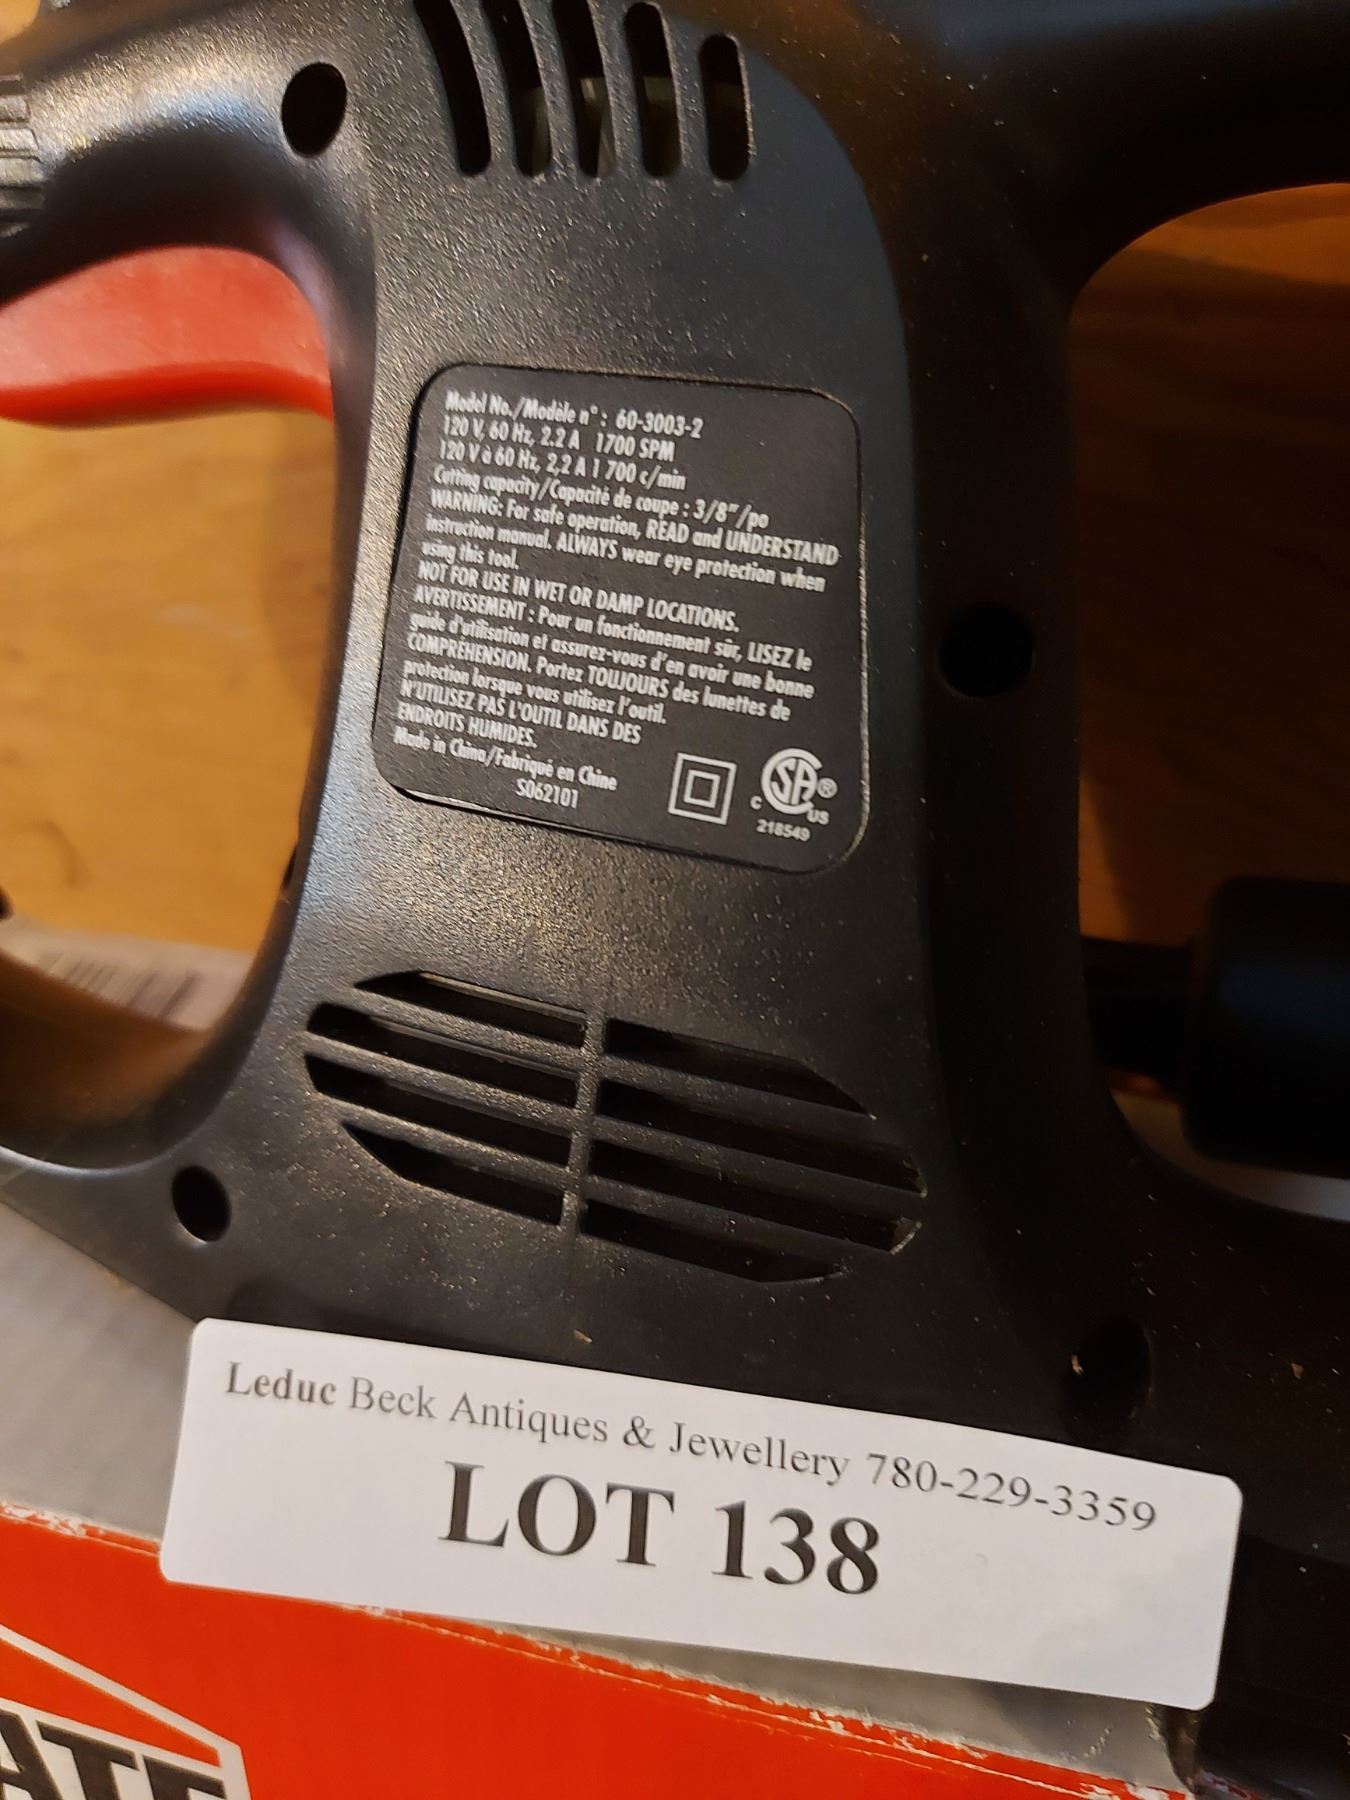 Model No./Modèle n° : 60-3003-2
120 V, 60 Hz, 2.2 A 1700 SPM
120 V à 60 Hz, 2,2 A 1 700 c/min
Cutting capacity/Capacité de coupe : 3/8"/po
WARNING: For safe operation, READ and UNDERSTAND
instruction manual. ALWAYS wear eye protection when
using this tool.
NOT FOR USE IN WET OR DAMP LOCATIONS.
AVERTISSEMENT : Pour un fonctionnement sûr, LISEZ le
guide d'utilisation et assurez-vous d'en avoir une bonne
COMPRÉHENSION. Portez TOUJOURS des lunettes de
protection lorsque vous utilisez l'outil.
N'UTILISEZ PAS L'OUTIL DANS DES
ENDROITS HUMIDES.
Made in China/Fabriqué en Chine
S062101
C SA ® US
218549
Leduc Beck Antiques & Jewellery 780-229-3359
LOT 138
ATE